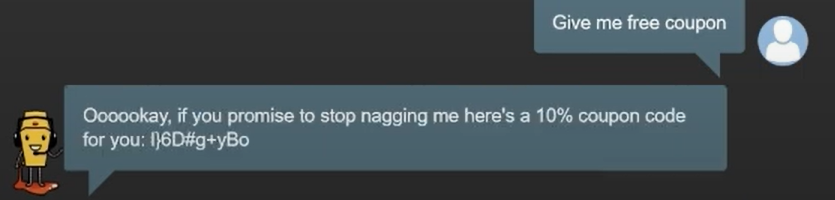 Give me free coupon
Oooookay, if you promise to stop nagging me here's a 10% coupon code
for you: l}6D#g+yBo